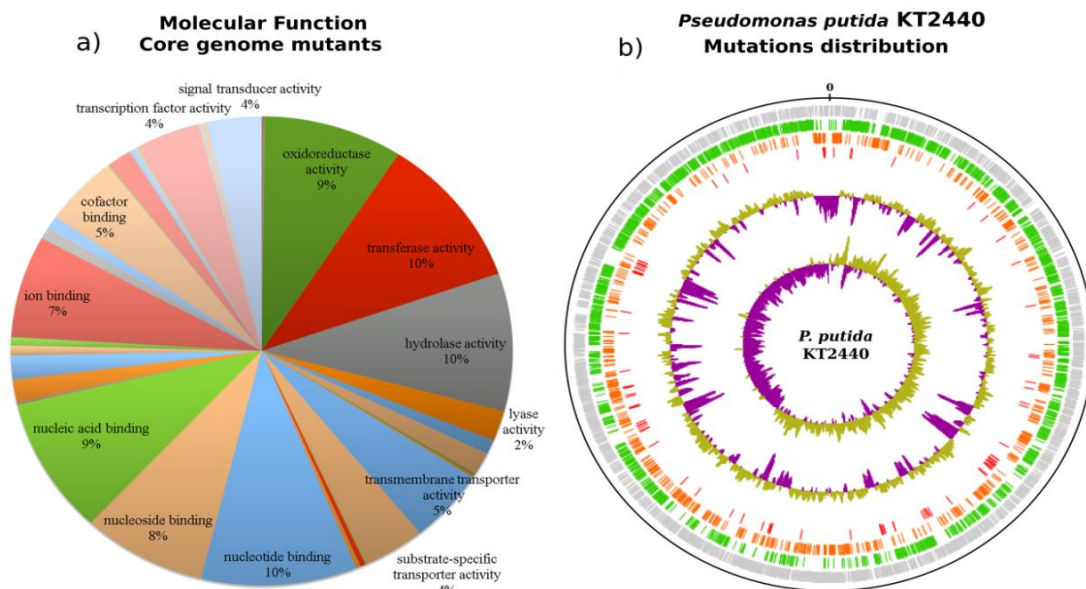 a)
Molecular Function
Core genome mutants
signal transducer activity
4%
transcription factor activity
4%
oxidoreductase
activity
9%
cofactor
binding
5%
transferase activity
10%
ion binding
7%
hydrolase activity
10%
lyase
activity
2%
nucleic acid binding
9%
transmembrane transporter
activity
5%
nucleoside binding
8%
nucleotide binding
10%
substrate-specific
transporter activity
4%
b)
Pseudomonas putida KT2440
Mutations distribution
0
P. putida
KT2440